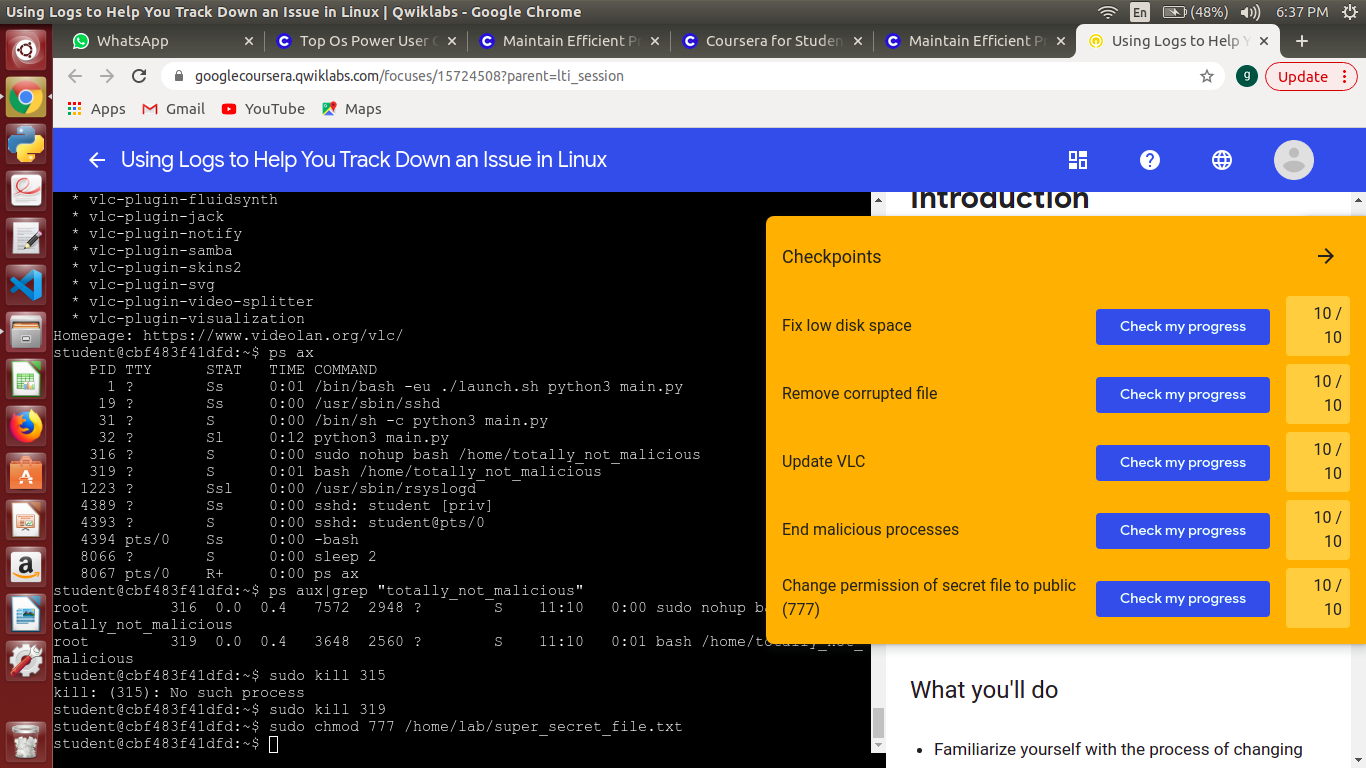 Using Logs to Help You Track Down an Issue in Linux | Qwiklabs - Google Chrome
En (48%) 6:37 PM
WhatsApp × Top Os Power User × Maintain Efficient Pr × Coursera for Studen × Maintain Efficient Pr × Using Logs to Help Y × +
googlecoursera.qwiklabs.com/focuses/15724508?parent=lti_session
g Update
Apps Gmail YouTube Maps
Using Logs to Help You Track Down an Issue in Linux
* vlc-plugin-fluidsynth
* vlc-plugin-jack
* vlc-plugin-notify
* vlc-plugin-samba
* vlc-plugin-skins2
* vlc-plugin-svg
* vlc-plugin-video-splitter
* vlc-plugin-visualization
Homepage: https://www.videolan.org/vlc/
student@cbf483f41dfd:~$ ps ax
PID TTY STAT TIME COMMAND
1 ? Ss 0:01 /bin/bash -eu ./launch.sh python3 main.py
19 ? Ss 0:00 /usr/sbin/sshd
31 ? S 0:00 /bin/sh -c python3 main.py
32 ? Sl 0:12 python3 main.py
316 ? S 0:00 sudo nohup bash /home/totally_not_malicious
319 ? S 0:01 bash /home/totally_not_malicious
1223 ? Ssl 0:00 /usr/sbin/rsyslogd
4389 ? Ss 0:00 sshd: student [priv]
4393 ? S 0:00 sshd: student@pts/0
4394 pts/0 Ss 0:00 -bash
8066 ? S 0:00 sleep 2
8067 pts/0 R+ 0:00 ps ax
student@cbf483f41dfd:~$ ps aux|grep "totally_not_malicious"
root 316 0.0 0.4 7572 2948 ? S 11:10 0:00 sudo nohup ba
otally_not_malicious
root 319 0.0 0.4 3648 2560 ? S 11:10 0:01 bash /home/totally_not_
malicious
student@cbf483f41dfd:~$ sudo kill 315
kill: (315): No such process
student@cbf483f41dfd:~$ sudo kill 319
student@cbf483f41dfd:~$ sudo chmod 777 /home/lab/super_secret_file.txt
student@cbf483f41dfd:~$
Introduction
Checkpoints
Fix low disk space Check my progress 10 /
10
Remove corrupted file Check my progress 10 /
10
Update VLC Check my progress 10 /
10
End malicious processes Check my progress 10 /
10
Change permission of secret file to public
(777) Check my progress 10 /
10
What you'll do
• Familiarize yourself with the process of changing